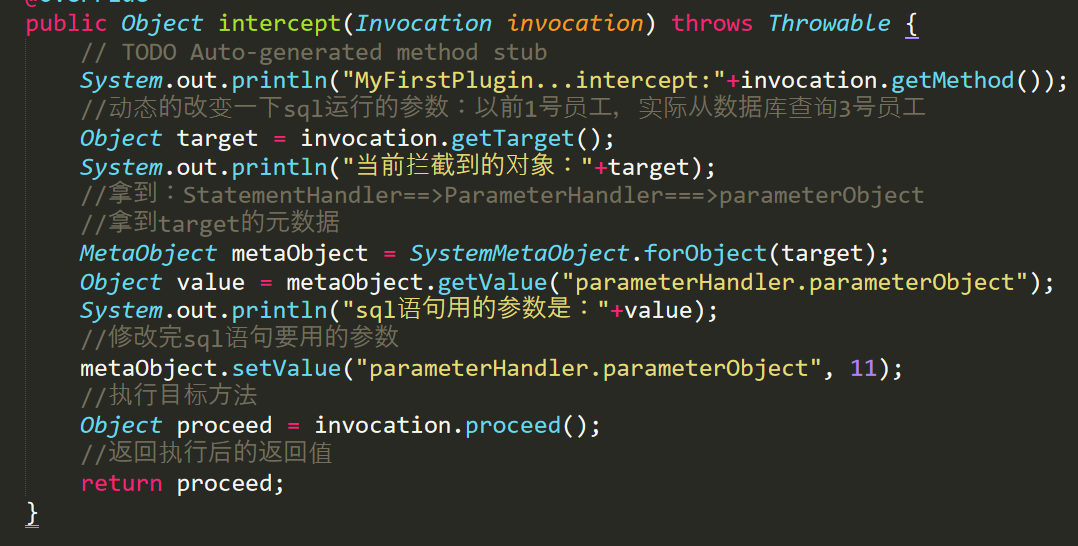 @Override
public Object intercept(Invocation invocation) throws Throwable {
// TODO Auto-generated method stub
System.out.println("MyFirstPlugin...intercept:"+invocation.getMethod());
//动态的改变一下sql运行的参数：以前1号员工，实际从数据库查询3号员工
Object target = invocation.getTarget();
System.out.println("当前拦截到的对象："+target);
//拿到：StatementHandler==>ParameterHandler===>parameterObject
//拿到target的元数据
MetaObject metaObject = SystemMetaObject.forObject(target);
Object value = metaObject.getValue("parameterHandler.parameterObject");
System.out.println("sql语句用的参数是："+value);
//修改完sql语句要用的参数
metaObject.setValue("parameterHandler.parameterObject", 11);
//执行目标方法
Object proceed = invocation.proceed();
//返回执行后的返回值
return proceed;
}